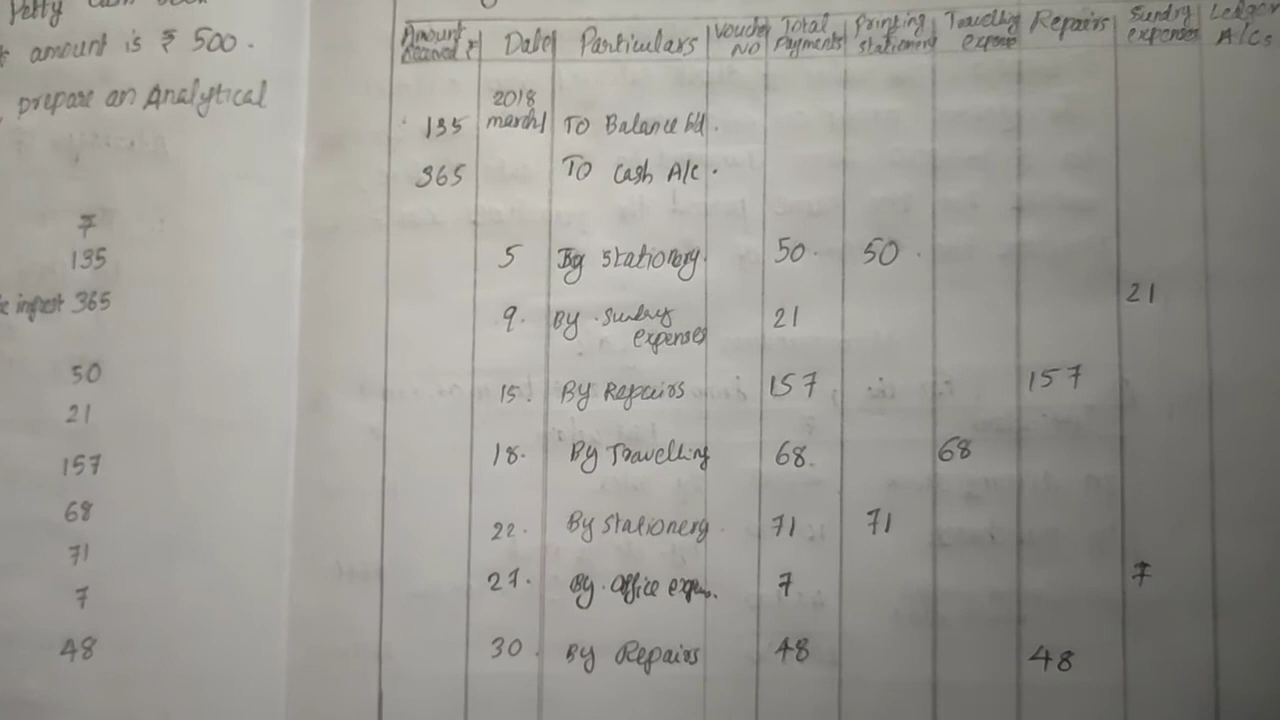 Petty Cash Book
amount is ₹ 500.
prepare an Analytical
7
135
imprest 365
50
21
157
68
71
7
48
Amount Received ₹ Date Particulars Voucher NO Total Payments Printing stationery Travelling expense Repairs Sundry expenses Ledger A/Cs
2018
135 march 1 TO Balance b/d.
365 TO Cash A/c.
5 By stationery. 50. 50.
9. By Sundry expenses 21 21
15. By Repairs 157 157
18. By Travelling 68. 68
22. By Stationery. 71 71
27. By Office expens. 7 7
30 By Repairs 48 48